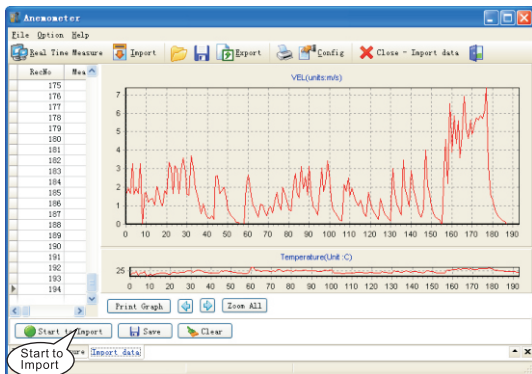 Anemometer
File Option Help
Real Time Measure Import Export Config Close - Import data
RecNo Mea
175
176
177
178
179
180
181
182
183
184
185
186
187
188
189
190
191
192
193
194
VEL(units:m/s)
7
6
5
4
3
2
1
0
0 10 20 30 40 50 60 70 80 90 100 110 120 130 140 150 160 170 180 190
Temperature(Unit :C)
25
0 10 20 30 40 50 60 70 80 90 100 110 120 130 140 150 160 170 180 190
Print Graph Zoom All
Start to Import Save Clear
Start to
Import
Import data